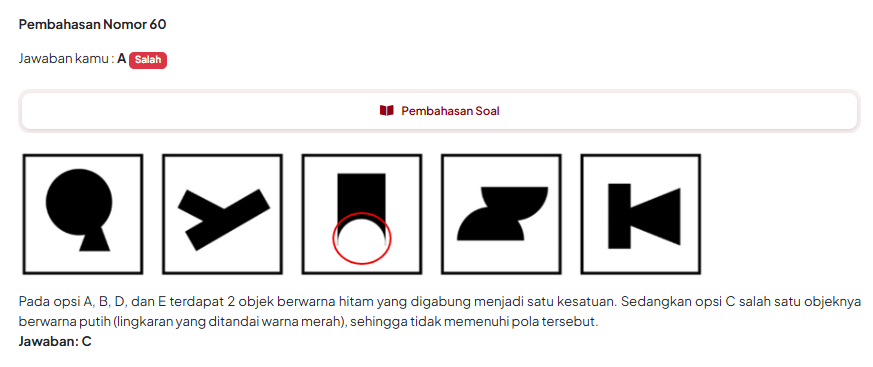 Pembahasan Nomor 60
Jawaban kamu : A Salah
Pembahasan Soal
Pada opsi A, B, D, dan E terdapat 2 objek berwarna hitam yang digabung menjadi satu kesatuan. Sedangkan opsi C salah satu objeknya
berwarna putih (lingkaran yang ditandai warna merah), sehingga tidak memenuhi pola tersebut.
Jawaban: C